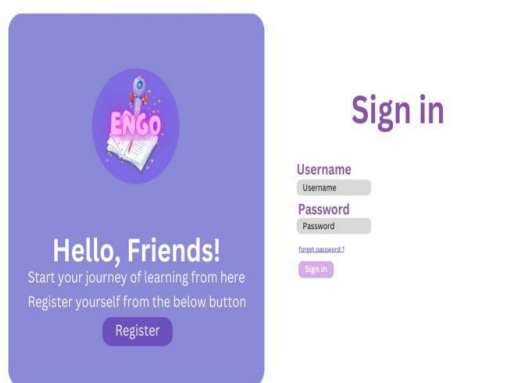 ENGO
Hello, Friends!
Start your journey of learning from here
Register yourself from the below button
Register
Sign in
Username
Username
Password
Password
forget password ?
Sign in